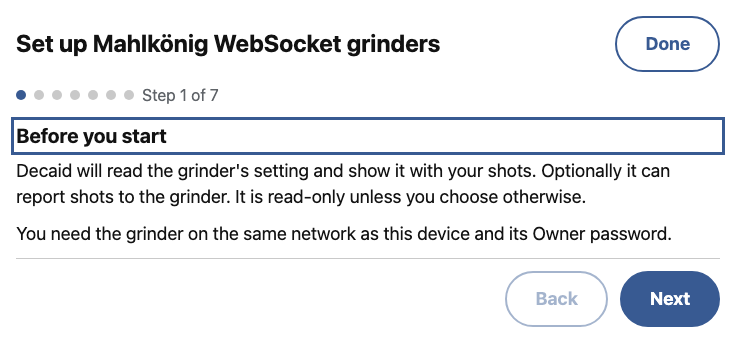 Set up Mahlkönig WebSocket grinders
Done
Step 1 of 7
Before you start
Decaid will read the grinder's setting and show it with your shots. Optionally it can
report shots to the grinder. It is read-only unless you choose otherwise.
You need the grinder on the same network as this device and its Owner password.
Back
Next